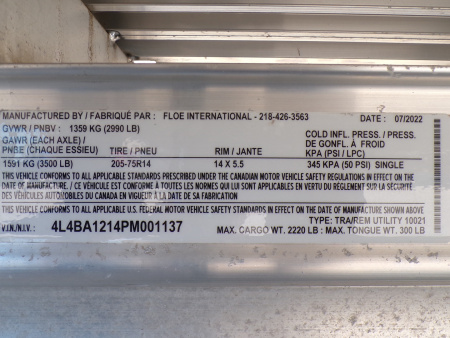 MANUFACTURED BY / FABRIQUÉ PAR : FLOE INTERNATIONAL - 218-426-3563 DATE : 07/2022
GVWR / PNBV : 1359 KG (2990 LB)
GAWR (EACH AXLE) / COLD INFL. PRESS. / PRESS.
PNBE (CHAQUE ESSIEU) TIRE / PNEU RIM / JANTE DE GONFL. À FROID
KPA (PSI / LPC)
1591 KG (3500 LB) 205-75R14 14 X 5.5 345 KPA (50 PSI) SINGLE
THIS VEHICLE CONFORMS TO ALL APPLICABLE STANDARDS PRESCRIBED UNDER THE CANADIAN MOTOR VEHICLE SAFETY REGULATIONS IN EFFECT ON THE
DATE OF MANUFACTURE. / CE VÉHICULE EST CONFORME À TOUTES LES NORMES QUI LUI SONT APPLICABLES EN VERTU DU RÈGLEMENT SUR LA SÉCURITÉ
DES VÉHICULES AUTOMOBILES DU CANADA EN VIGUEUR À LA DATE DE SA FABRICATION
THIS VEHICLE CONFORMS TO ALL APPLICABLE U.S. FEDERAL MOTOR VEHICLE SAFETY STANDARDS IN EFFECT ON THE DATE OF MANUFACTURE SHOWN ABOVE.
TYPE: TRA/REM UTILITY 10021
V.I.N./N.I.V.: 4L4BA1214PM001137 MAX. CARGO WT. 2220 LB : MAX. TONGUE WT. 300 LB